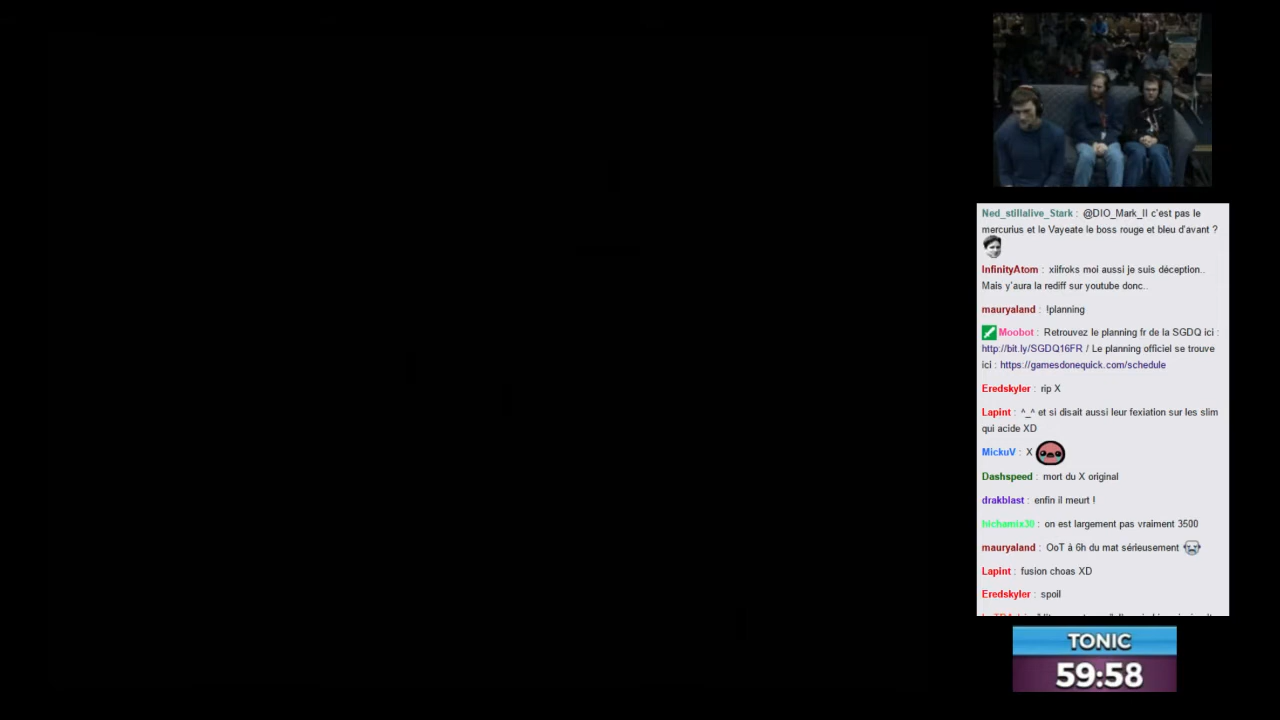 Ned_stillalive_Stark : @DIO_Mark_II c'est pas le
mercurius et le Vayeate le boss rouge et bleu d'avant ?
InfinityAtom : xilfroks moi aussi je suis déception..
Mais y'aura la rediff sur youtube donc..
mauryaland : !planning
Moobot : Retrouvez le planning fr de la SGDQ ici :
http://bit.ly/SGDQ16FR / Le planning officiel se trouve
ici : https://gamesdonequick.com/schedule
Eredskyler : rip X
Lapint : ^_^ et si disait aussi leur fexiation sur les slim
qui acide XD
MickuV : X
Dashspeed : mort du X original
drakblast : enfin il meurt !
hichamix30 : on est largement pas vraiment 3500
mauryaland : OoT à 6h du mat sérieusement
Lapint : fusion choas XD
Eredskyler : spoil
TONIC
59:58